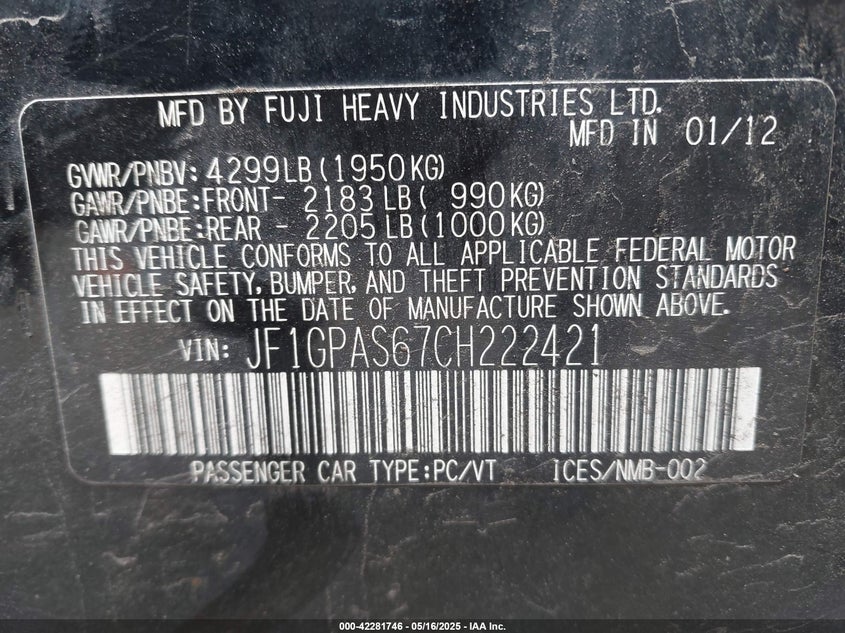 MFD BY FUJI HEAVY INDUSTRIES LTD.
MFD IN 01/12
GVWR/PNBV: 4299LB(1950KG)
GAWR/PNBE:FRONT- 2183 LB( 990KG)
GAWR/PNBE:REAR - 2205 LB(1000KG)
THIS VEHICLE CONFORMS TO ALL APPLICABLE FEDERAL MOTOR
VEHICLE SAFETY, BUMPER, AND THEFT PREVENTION STANDARDS
IN EFFECT ON THE DATE OF MANUFACTURE SHOWN ABOVE.
VIN: JF1GPAS67CH222421
PASSENGER CAR TYPE:PC/VT ICES/NMB-002
000-42281746 — 05/16/2025 - IAA Inc.